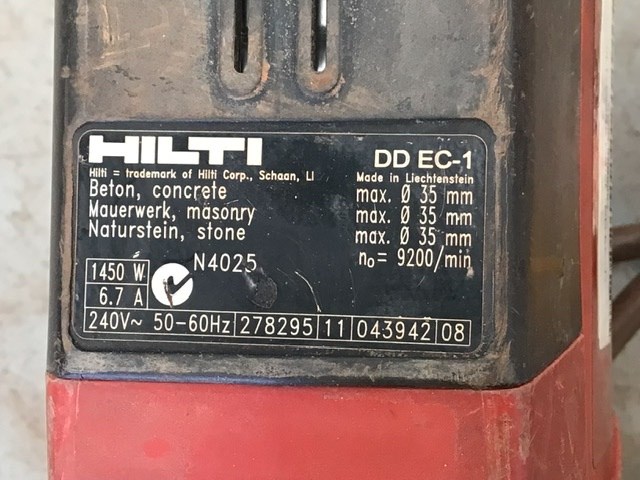 HILTI DD EC-1
Hilti = trademark of Hilti Corp., Schaan, LI Made in Liechtenstein
Beton, concrete max. Ø 35 mm
Mauerwerk, masonry max. Ø 35 mm
Naturstein, stone max. Ø 35 mm
N4025 n₀ = 9200/min
1450 W
6.7 A
240V~ 50-60Hz 278295 11 043942 08